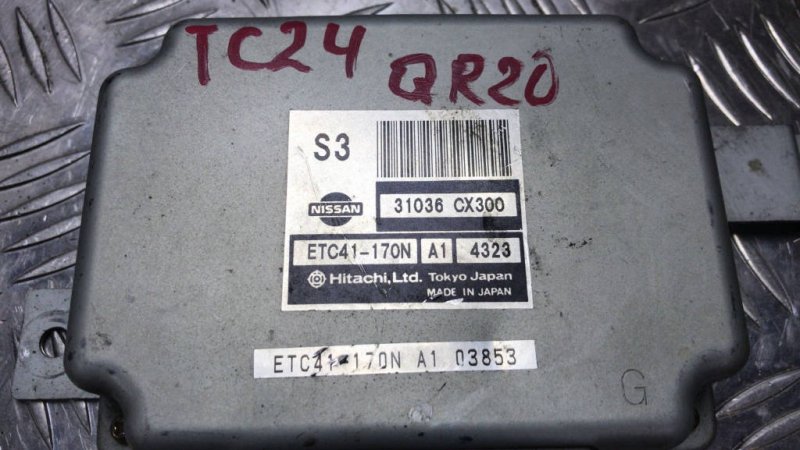 TC24
QR20
S3
NISSAN 31036 CX300
ETC41-170N A1 4323
Hitachi, Ltd. Tokyo Japan
MADE IN JAPAN
ETC41-170N A1 03853
G